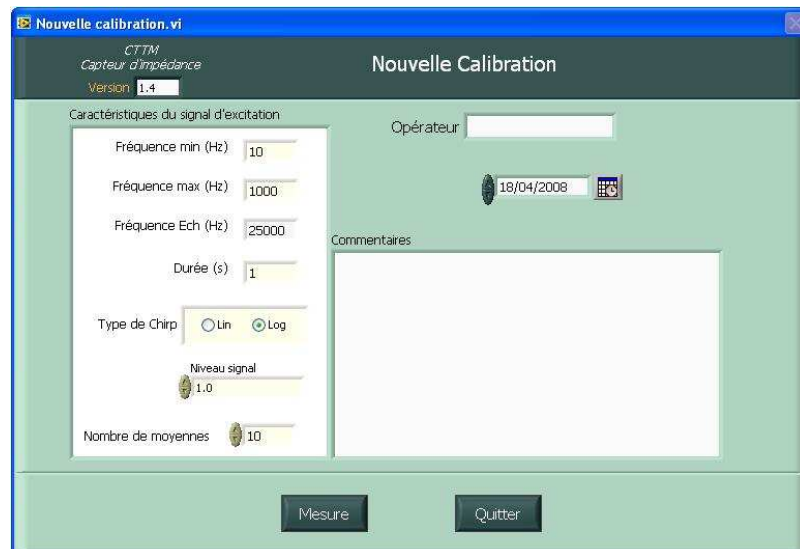 Nouvelle calibration.vi
CTTM
Capteur d'impédance
Version 1.4
Nouvelle Calibration
Caractéristiques du signal d'excitation
Fréquence min (Hz) 10
Fréquence max (Hz) 1000
Fréquence Ech (Hz) 25000
Durée (s) 1
Type de Chirp Lin Log
Niveau signal
1.0
Nombre de moyennes 10
Opérateur
18/04/2008
Commentaires
Mesure
Quitter